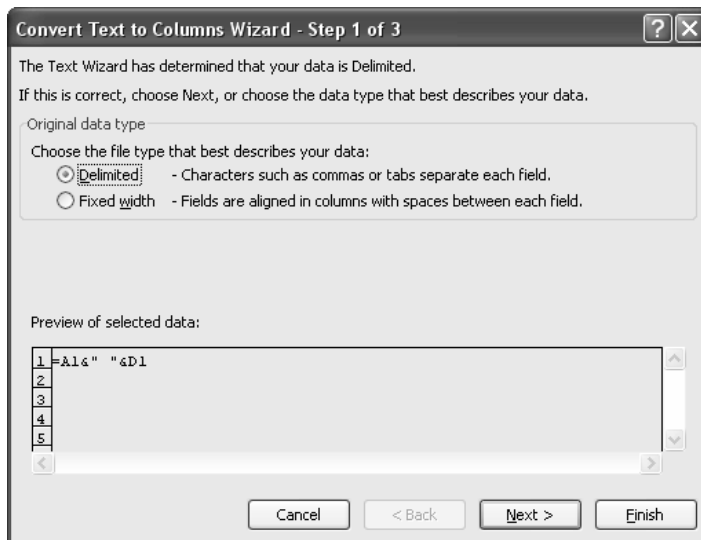 Convert Text to Columns Wizard - Step 1 of 3
The Text Wizard has determined that your data is Delimited.
If this is correct, choose Next, or choose the data type that best describes your data.
Original data type
Choose the file type that best describes your data:
Delimited - Characters such as commas or tabs separate each field.
Fixed width - Fields are aligned in columns with spaces between each field.
Preview of selected data:
1 =A1&" "&D1
2
3
4
5
Cancel < Back Next > Finish